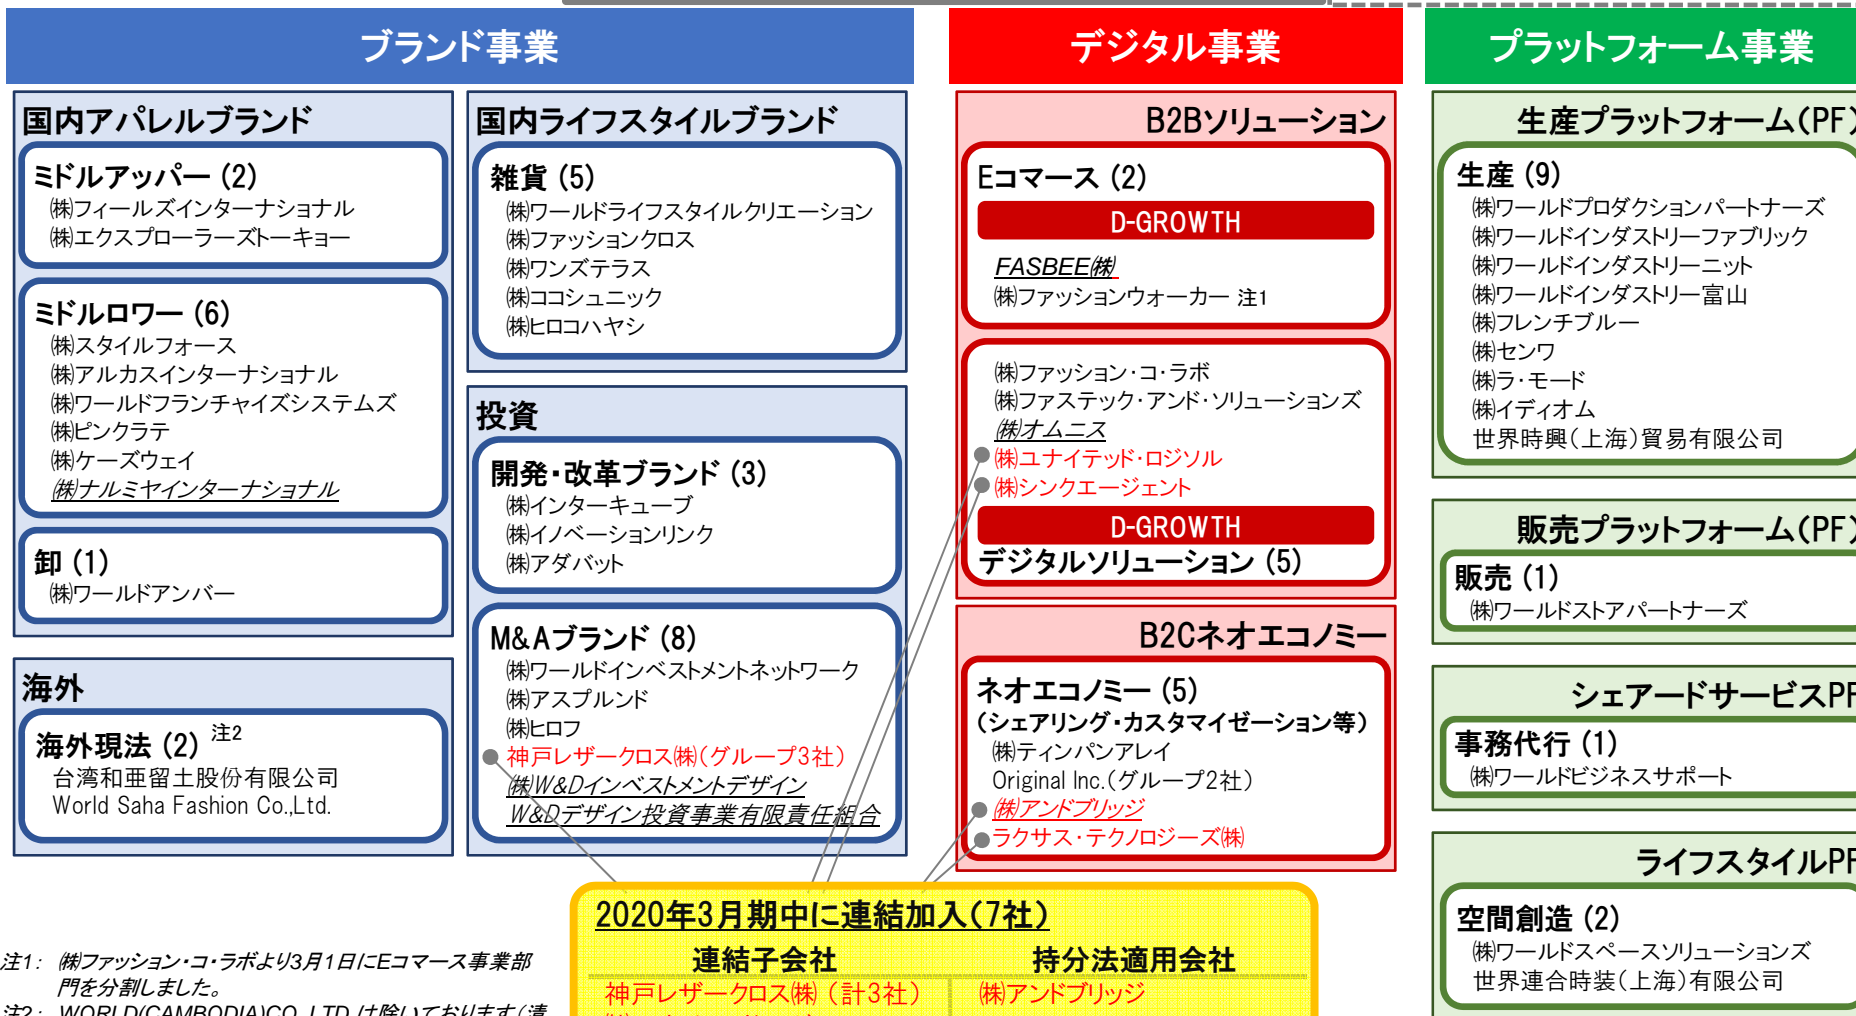 ブランド事業
国内アパレルブランド
ミドルアッパー (2)
㈱フィールズインターナショナル
㈱エクスプローラーズトーキョー
ミドルロワー (6)
㈱スタイルフォース
㈱アルカスインターナショナル
㈱ワールドフランチャイズシステムズ
㈱ピンクラテ
㈱ケーズウェイ
㈱ナルミヤインターナショナル
卸 (1)
㈱ワールドアンバー
海外
海外現法 (2) 注2
台湾和亜留土股份有限公司
World Saha Fashion Co.,Ltd.
国内ライフスタイルブランド
雑貨 (5)
㈱ワールドライフスタイルクリエーション
㈱ファッションクロス
㈱ワンズテラス
㈱ココシュニック
㈱ヒロコハヤシ
投資
開発・改革ブランド (3)
㈱インターキューブ
㈱イノベーションリンク
㈱アダバット
M&Aブランド (8)
㈱ワールドインベストメントネットワーク
㈱アスプルンド
㈱ヒロフ
神戸レザークロス㈱(グループ3社)
㈱W&Dインベストメントデザイン
W&Dデザイン投資事業有限責任組合
デジタル事業
B2Bソリューション
Eコマース (2)
D-GROWTH
FASBEE㈱
㈱ファッションウォーカー 注1
㈱ファッション・コ・ラボ
㈱ファステック・アンド・ソリューションズ
㈱オムニス
㈱ユナイテッド・ロジソル
㈱シンクエージェント
D-GROWTH
デジタルソリューション (5)
B2Cネオエコノミー
ネオエコノミー (5)
(シェアリング・カスタマイゼーション等)
㈱ティンパンアレイ
Original Inc.(グループ2社)
㈱アンドブリッジ
ラクサス・テクノロジーズ㈱
プラットフォーム事業
生産プラットフォーム(PF)
生産 (9)
㈱ワールドプロダクションパートナーズ
㈱ワールドインダストリーファブリック
㈱ワールドインダストリーニット
㈱ワールドインダストリー富山
㈱フレンチブルー
㈱センワ
㈱ラ・モード
㈱イディオム
世界時興(上海)貿易有限公司
販売プラットフォーム(PF)
販売 (1)
㈱ワールドストアパートナーズ
シェアードサービスPF
事務代行 (1)
㈱ワールドビジネスサポート
ライフスタイルPF
空間創造 (2)
㈱ワールドスペースソリューションズ
世界連合時装(上海)有限公司
2020年3月期中に連結加入(7社)
連結子会社
神戸レザークロス㈱ (計3社)
持分法適用会社
㈱アンドブリッジ
注1: ㈱ファッション・コ・ラボより3月1日にEコマース事業部
門を分割しました。
注2: WORLD(CAMBODIA)CO.,LTD.は除いております(清